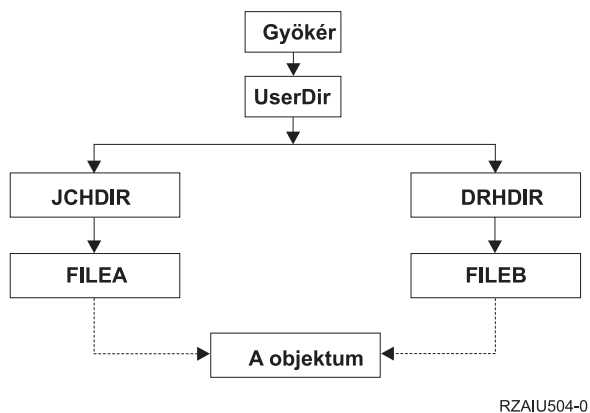 Gyökér
UserDir
JCHDIR
DRHDIR
FILEA
FILEB
A objektum
RZAIU504-0